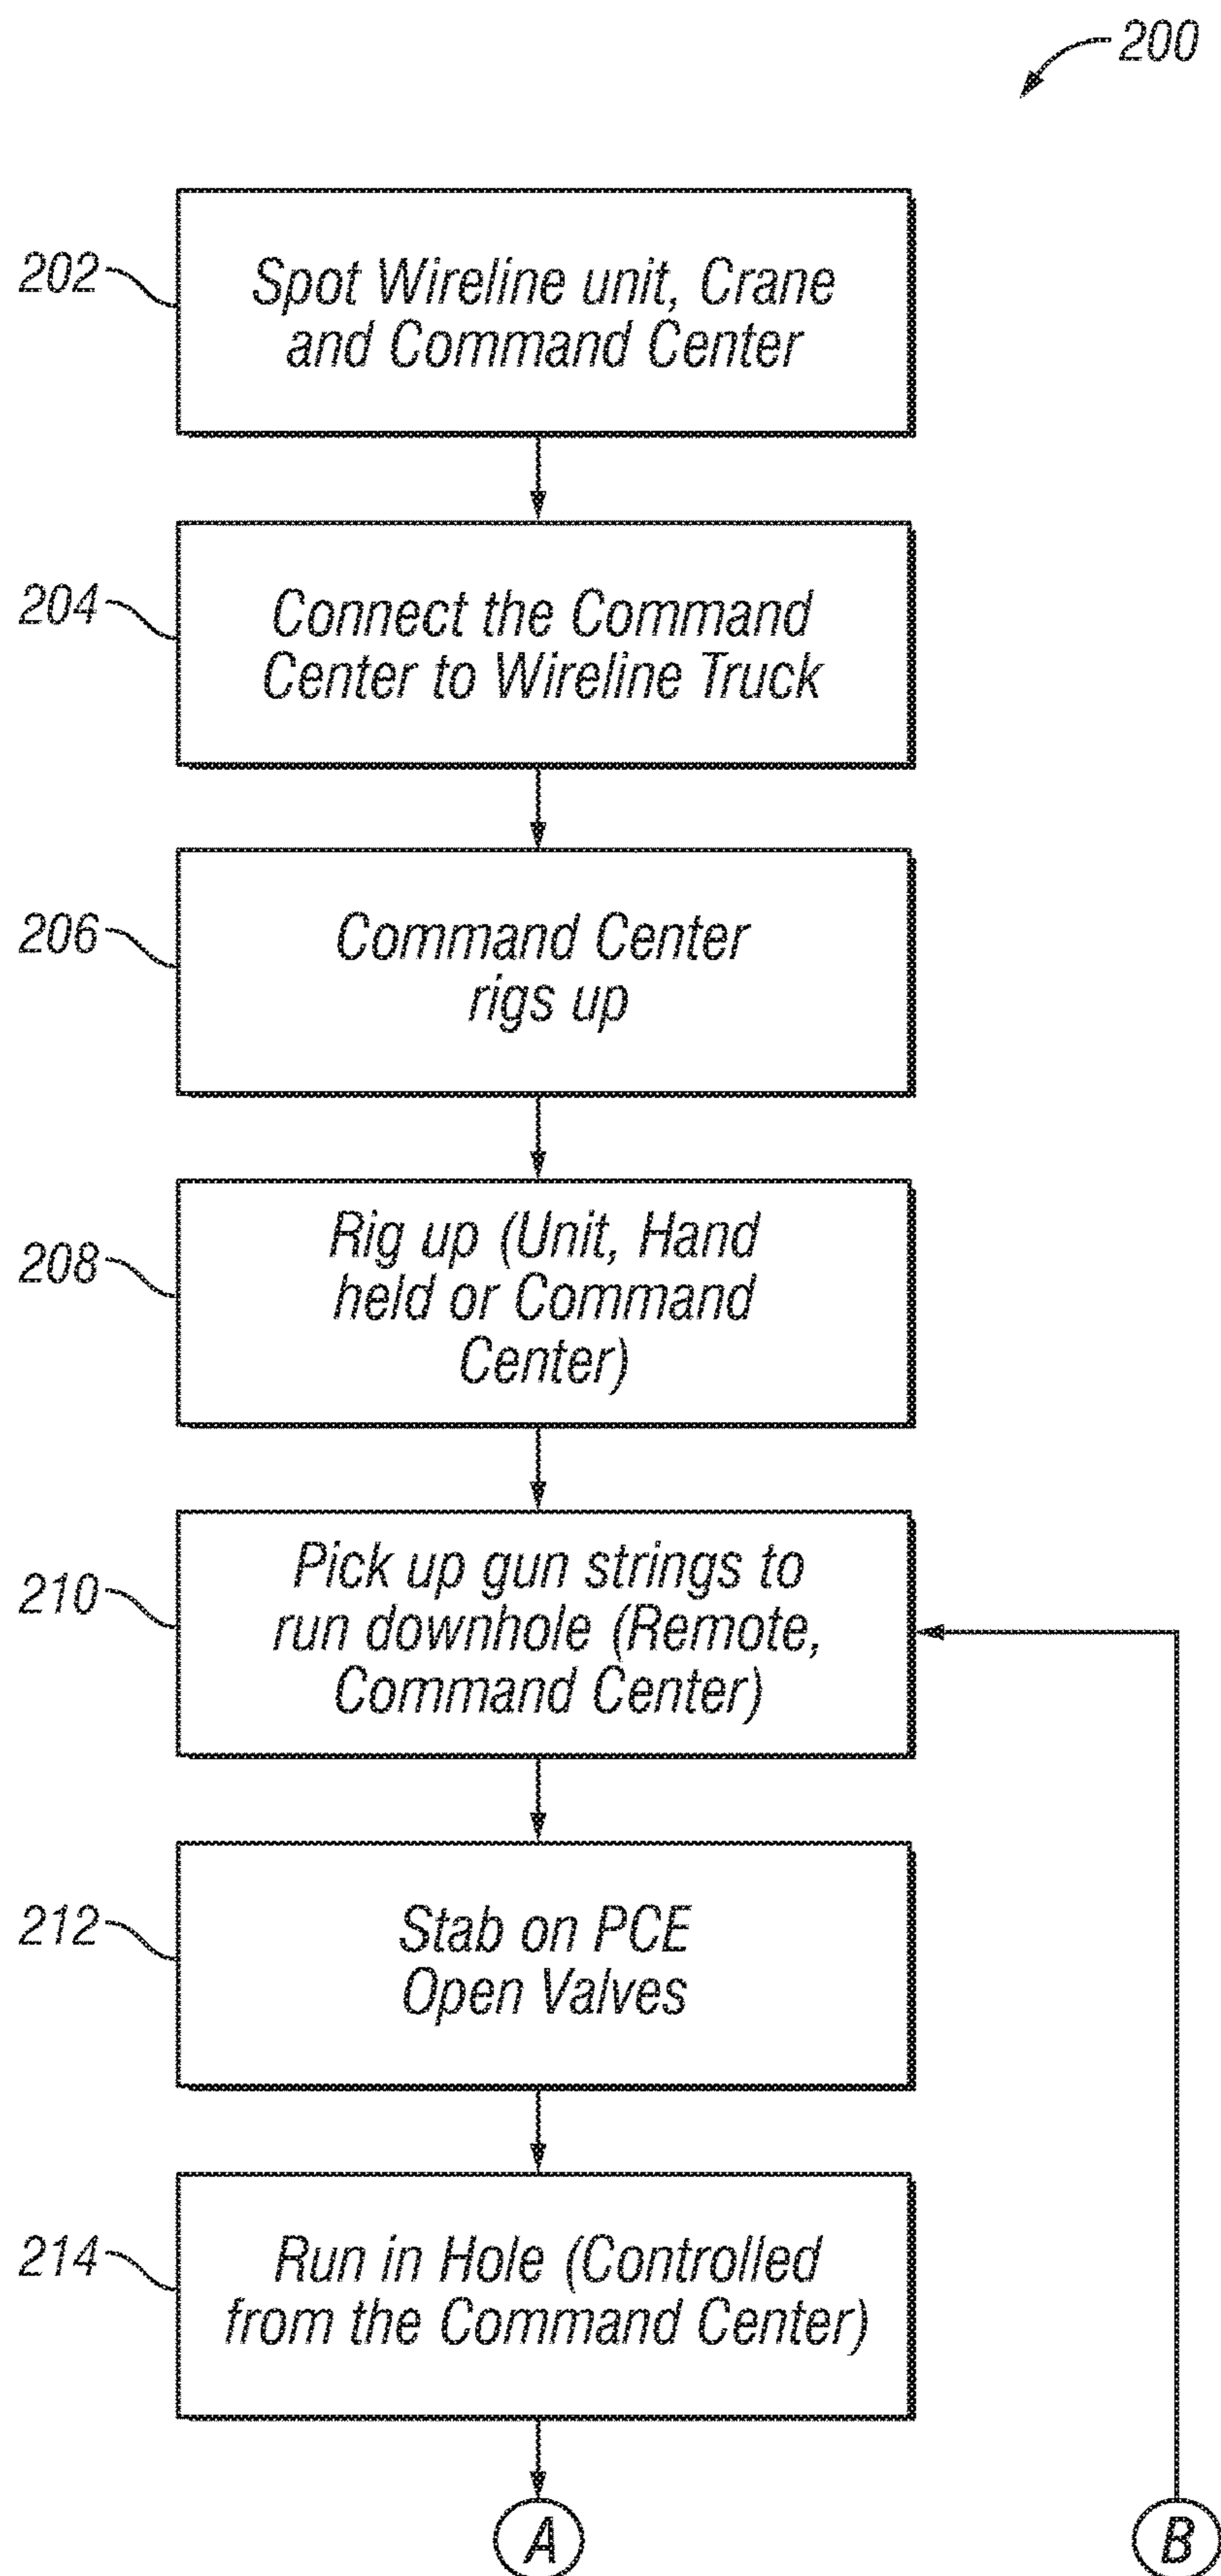 200
202
Spot Wireline unit, Crane
and Command Center
204
Connect the Command
Center to Wireline Truck
206
Command Center
rigs up
208
Rig up (Unit, Hand
held or Command
Center)
210
Pick up gun strings to
run downhole (Remote,
Command Center)
212
Stab on PCE
Open Valves
214
Run in Hole (Controlled
from the Command Center)
A
B